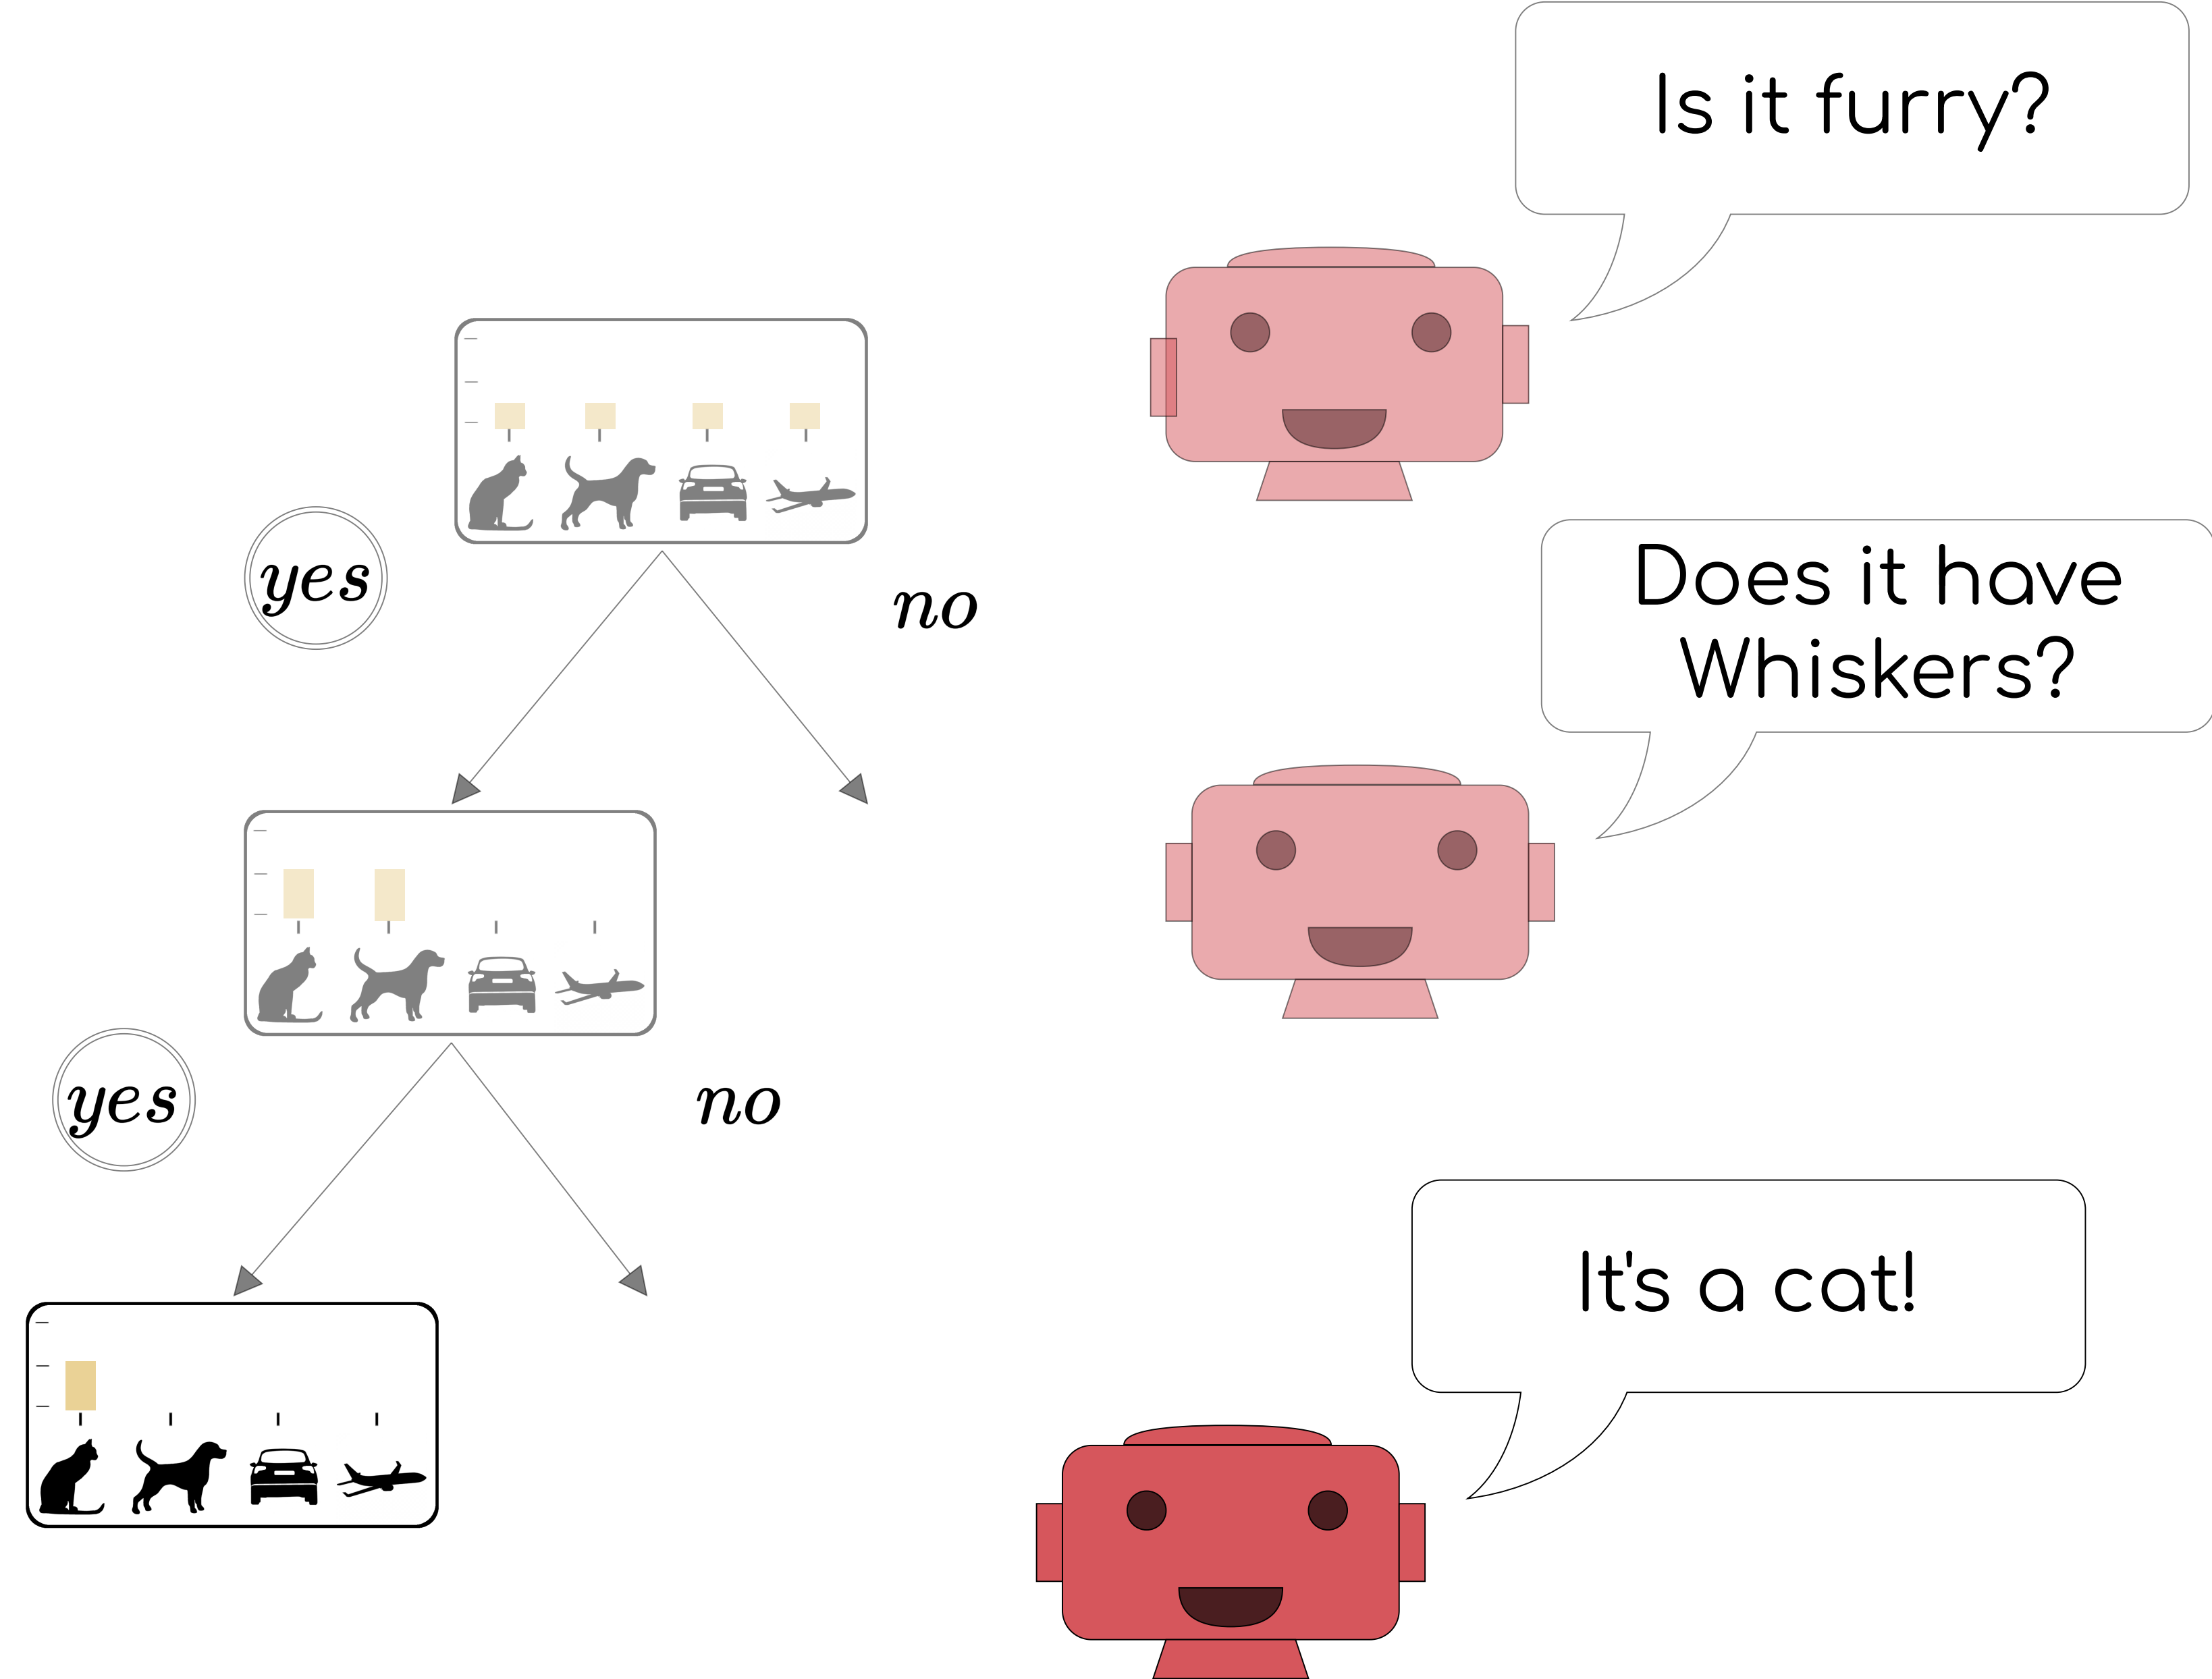 Is it furry?
yes
no
Does it have
Whiskers?
yes
no
It's a cat!